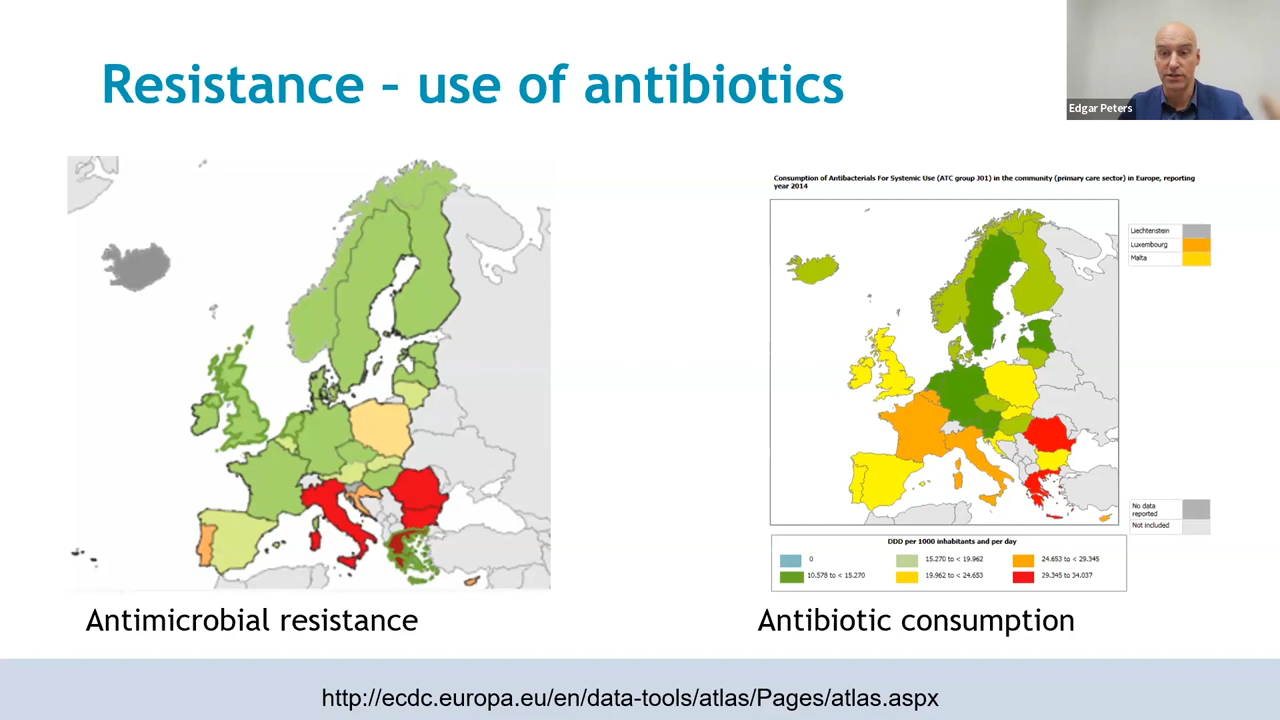 Resistance – use of antibiotics
Edgar Peters
Consumption of Antibacterials For Systemic Use (ATC group J01) in the community (primary care sector) in Europe, reporting
year 2014
Liechtenstein
Luxembourg
Malta
No data
reported
Not included
DDD per 1000 inhabitants and per day
0
15.270 to < 19.962
24.653 to < 29.345
10.578 to < 15.270
19.962 to < 24.653
29.345 to 34.037
Antimicrobial resistance
Antibiotic consumption
http://ecdc.europa.eu/en/data-tools/atlas/Pages/atlas.aspx